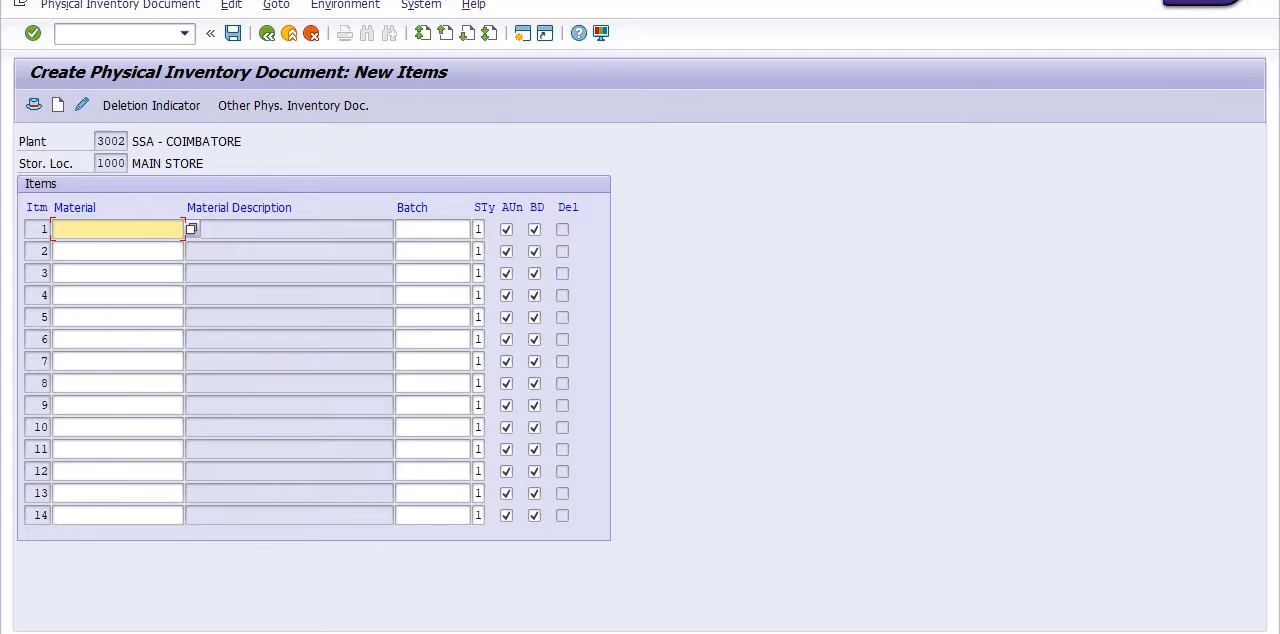 Physical Inventory Document Edit Goto Environment System Help
Create Physical Inventory Document: New Items
Deletion Indicator Other Phys. Inventory Doc.
Plant 3002 SSA - COIMBATORE
Stor. Loc. 1000 MAIN STORE
Items
Itm Material Material Description Batch STy AUn BD Del
1 1
2 1
3 1
4 1
5 1
6 1
7 1
8 1
9 1
10 1
11 1
12 1
13 1
14 1